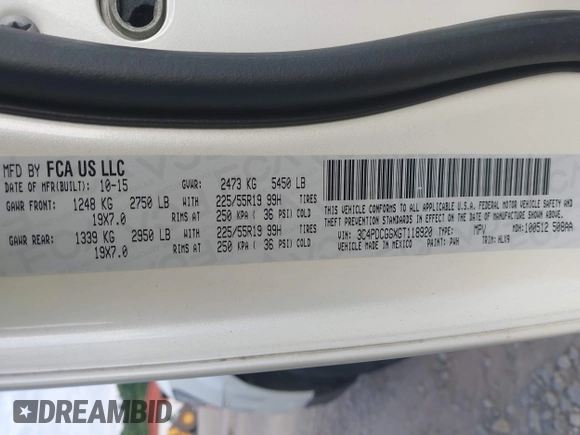 MFD BY FCA US LLC
DATE OF MFR(BUILT): 10-15 GVWR: 2473 KG 5450 LB
GAWR FRONT: 1248 KG 2750 LB WITH 225/55R19 99H TIRES
19X7.0 RIMS AT 250 KPA ( 36 PSI) COLD
GAWR REAR: 1339 KG 2950 LB WITH 225/55R19 99H TIRES
19X7.0 RIMS AT 250 KPA ( 36 PSI) COLD
THIS VEHICLE CONFORMS TO ALL APPLICABLE U.S.A. FEDERAL MOTOR VEHICLE SAFETY AND
THEFT PREVENTION STANDARDS IN EFFECT ON THE DATE OF MANUFACTURE SHOWN ABOVE.
VIN: 3C4PDCGGXGT118920 TYPE: MPV MDH: 100512 508AA
MADE IN MEXICO PAINT: PWH TRIM: HLX9
DREAMBID